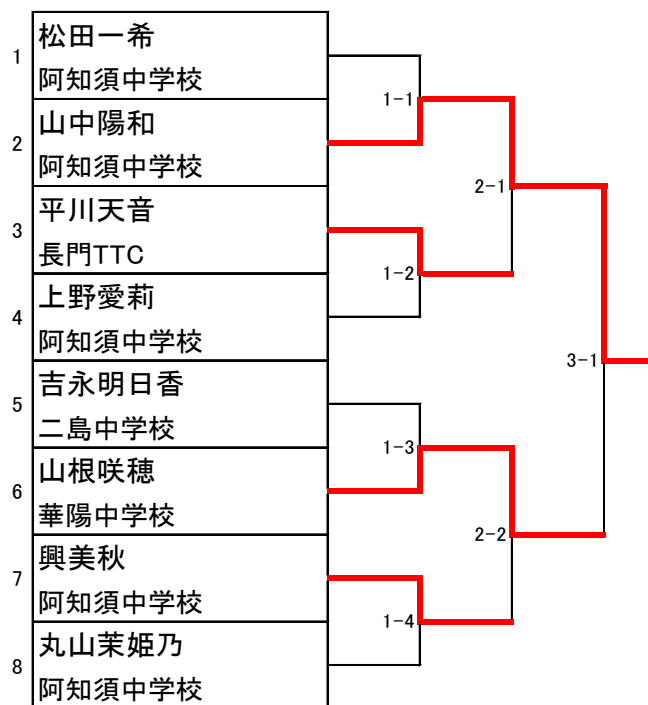 1
松田一希
阿知須中学校
2
山中陽和
阿知須中学校
3
平川天音
長門TTC
4
上野愛莉
阿知須中学校
5
吉永明日香
二島中学校
6
山根咲穂
華陽中学校
7
興美秋
阿知須中学校
8
丸山茉姫乃
阿知須中学校
1-1
1-2
1-3
1-4
2-1
2-2
3-1